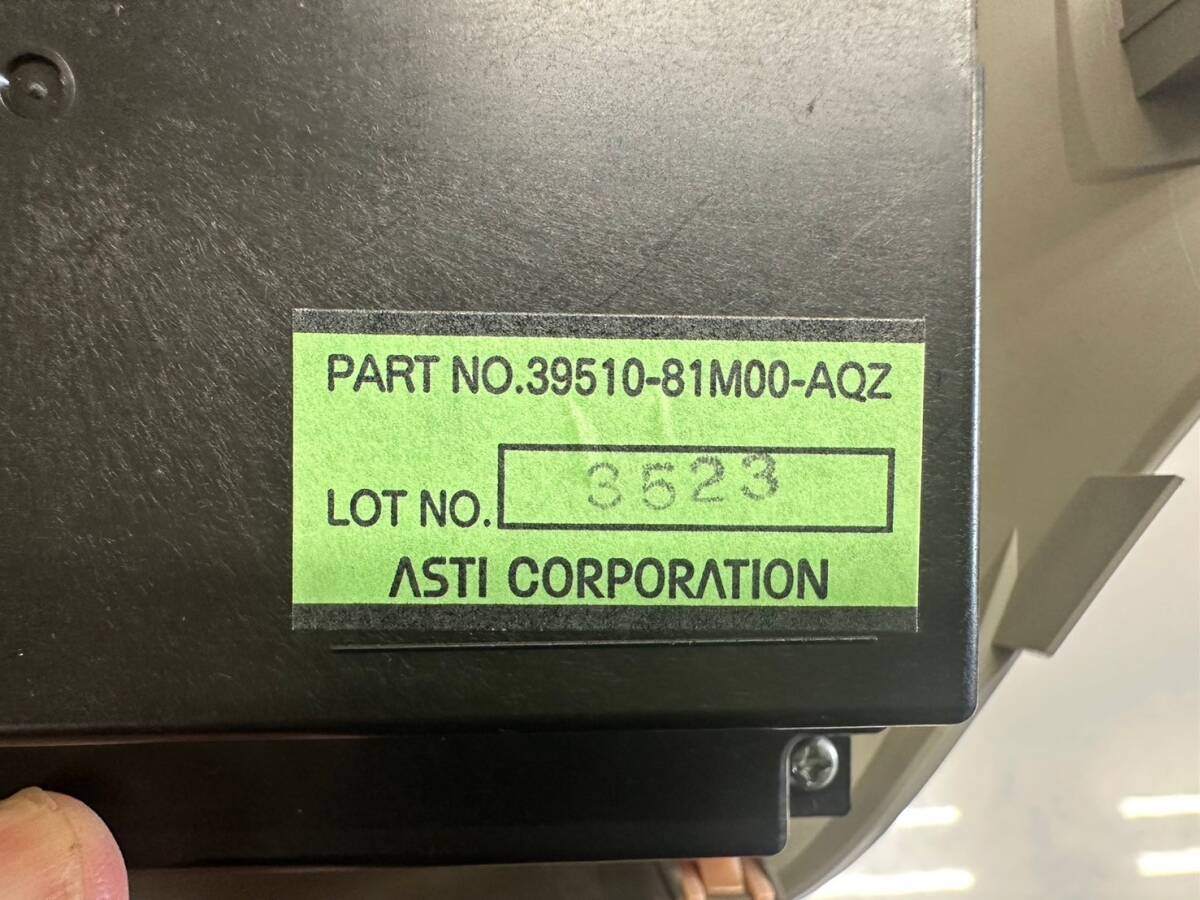 PART NO.39510-81M00-AQZ
LOT NO. 3523
ASTI CORPORATION